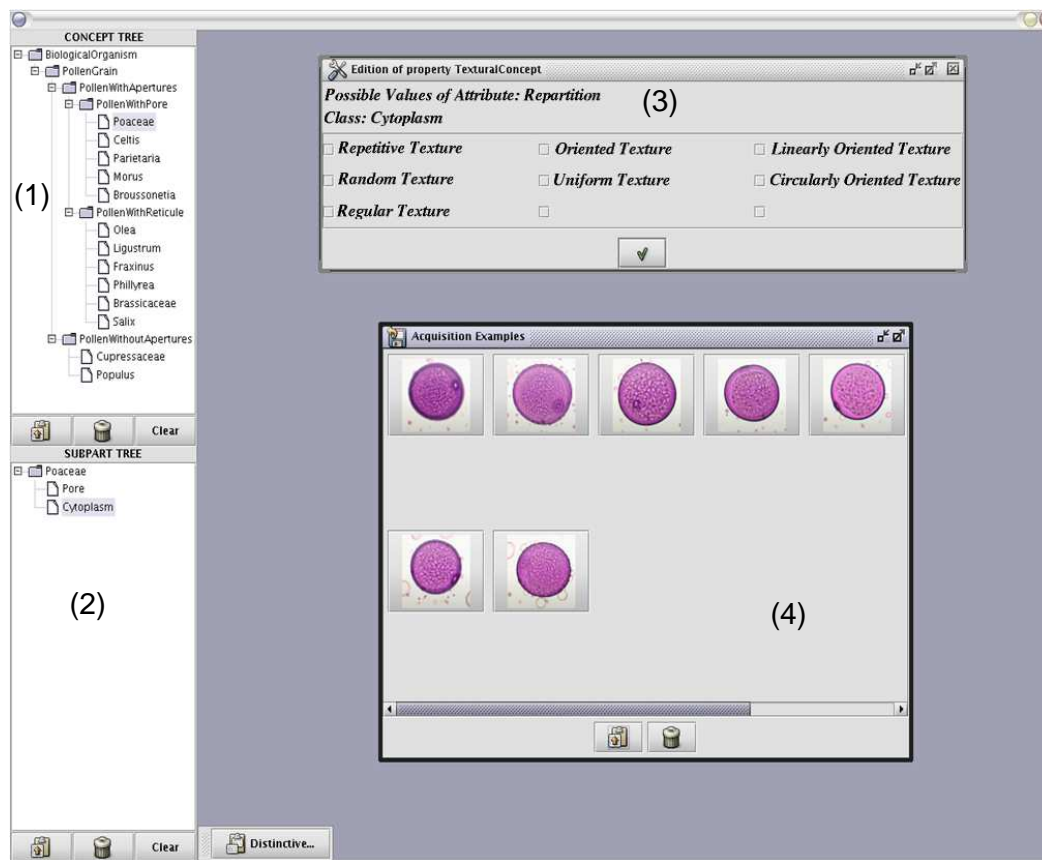 CONCEPT TREE
BiologicalOrganism
PollenGrain
PollenWithApertures
PollenWithPore
Poaceae
Celtis
Parietaria
Morus
Broussonetia
PollenWithReticule
Olea
Ligustrum
Fraxinus
Phillyrea
Brassicaceae
Salix
PollenWithoutApertures
Cupressaceae
Populus
(1)
Clear
SUBPART TREE
Poaceae
Pore
Cytoplasm
(2)
Clear
Edition of property TexturalConcept
Possible Values of Attribute: Repartition
(3)
Class: Cytoplasm
Repetitive Texture Oriented Texture Linearly Oriented Texture
Random Texture Uniform Texture Circularly Oriented Texture
Regular Texture
Acquisition Examples
(4)
Distinctive...